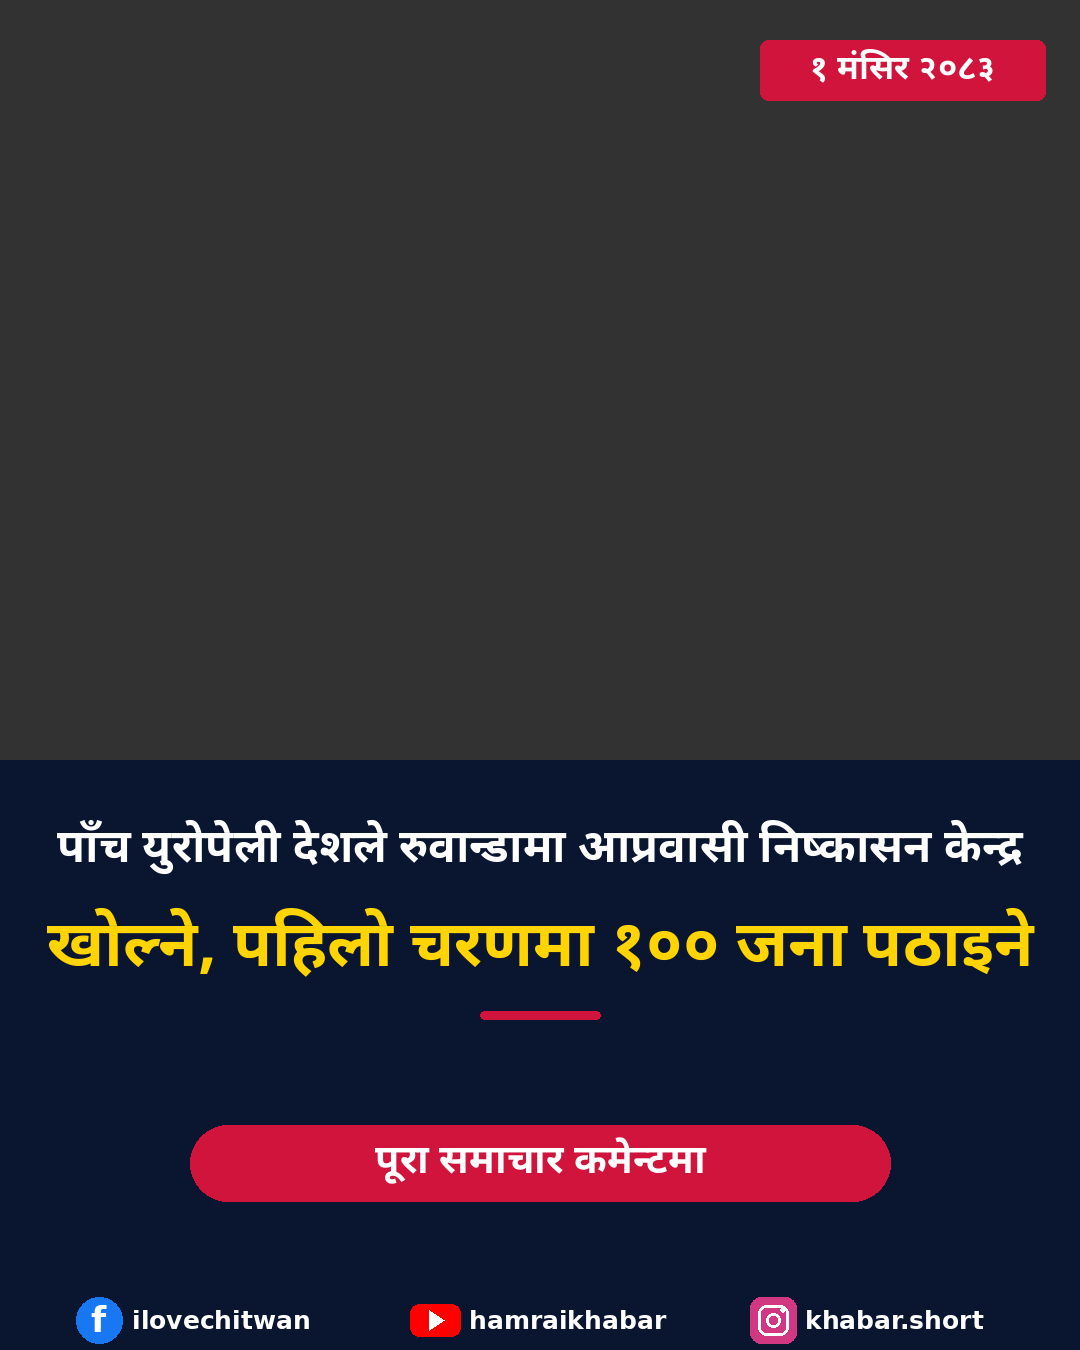 १ मंसिर २०८३
पाँच युरोपेली देशले रुवान्डामा आप्रवासी निष्कासन केन्द्र
खोल्ने, पहिलो चरणमा १०० जना पठाइने
पूरा समाचार कमेन्टमा
ilovechitwan
hamraikhabar
khabar.short